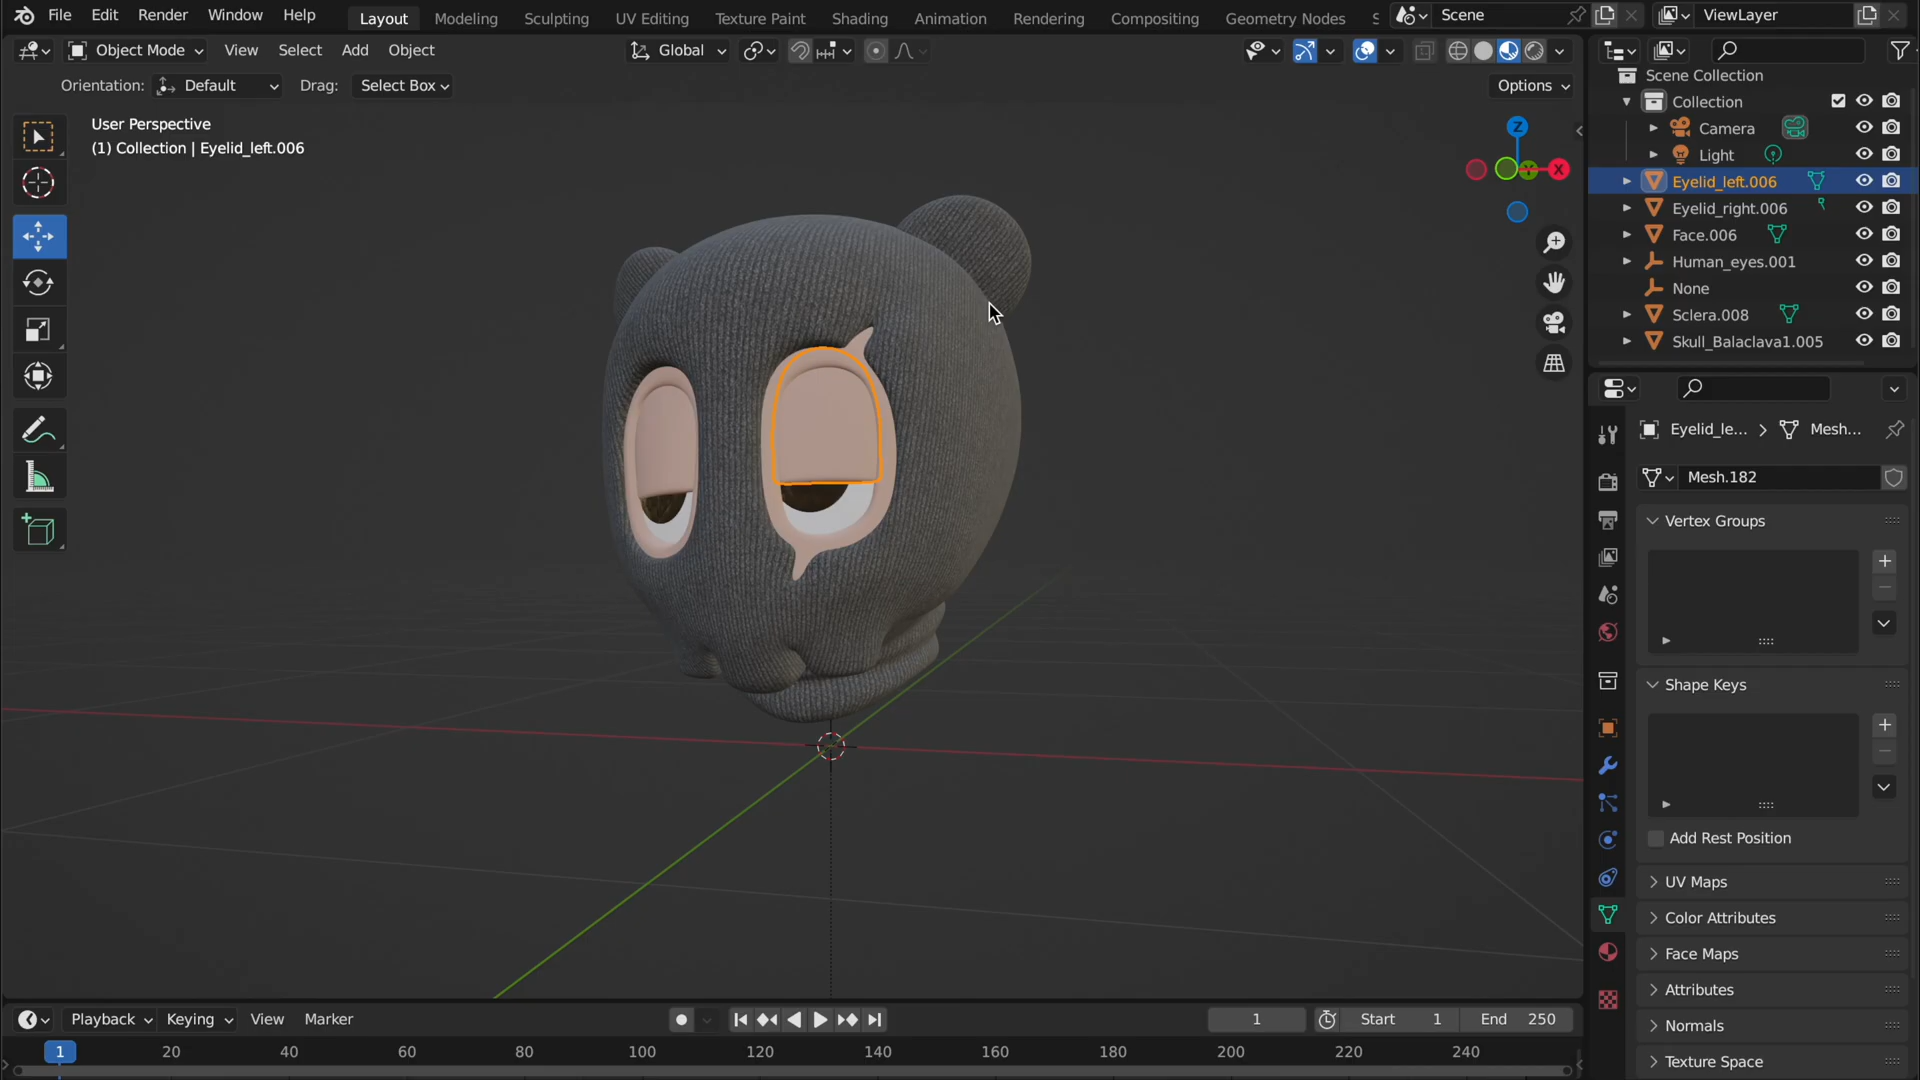 File Edit Render Window Help Layout Modeling Sculpting UV Editing Texture Paint Shading Animation Rendering Compositing Geometry Nodes S Scene ViewLayer
Object Mode View Select Add Object Global
Orientation: Default Drag: Select Box Options
User Perspective
(1) Collection | Eyelid_left.006
Z
Y
X
Scene Collection
Collection
Camera
Light
Eyelid_left.006
Eyelid_right.006
Face.006
Human_eyes.001
None
Sclera.008
Skull_Balaclava1.005
Eyelid_le... Mesh...
Mesh.182
Vertex Groups
Shape Keys
Add Rest Position
UV Maps
Color Attributes
Face Maps
Attributes
Normals
Texture Space
Playback Keying View Marker 1 Start 1 End 250
1 20 40 60 80 100 120 140 160 180 200 220 240